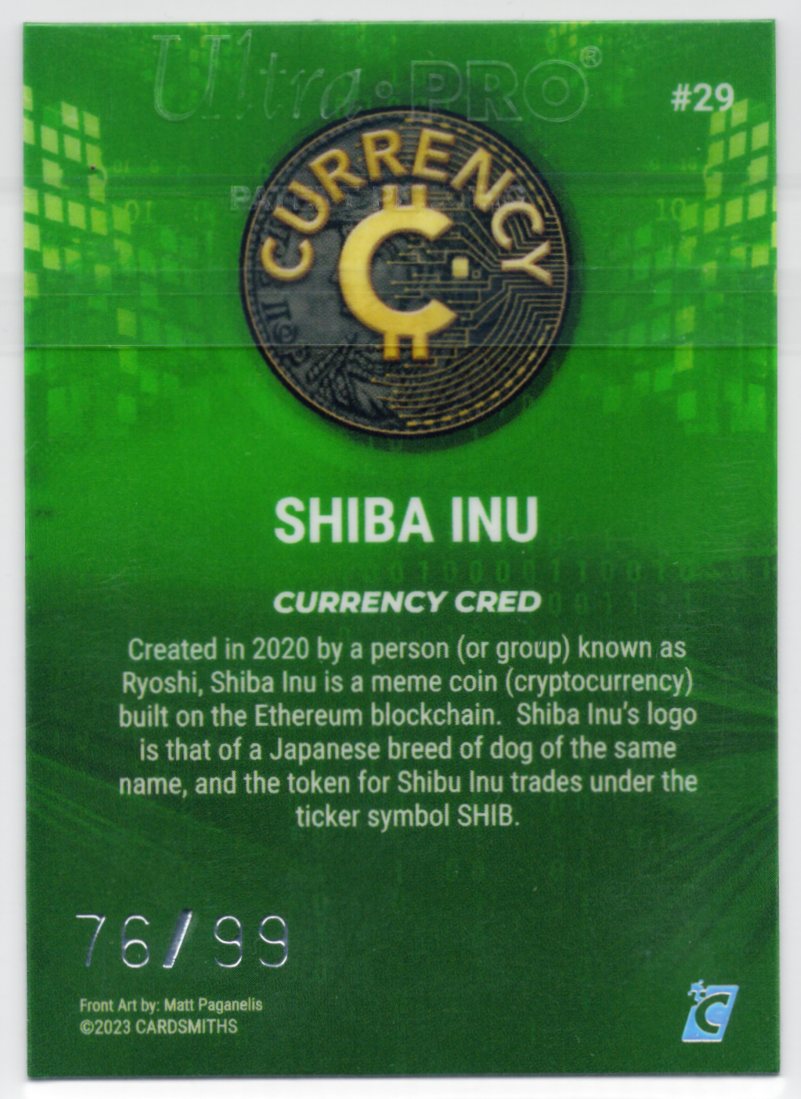 Ultra•PRO®
#29
CURRENCY
C
SHIBA INU
CURRENCY CRED
Created in 2020 by a person (or group) known as
Ryoshi, Shiba Inu is a meme coin (cryptocurrency)
built on the Ethereum blockchain. Shiba Inu's logo
is that of a Japanese breed of dog of the same
name, and the token for Shibu Inu trades under the
ticker symbol SHIB.
76/99
Front Art by: Matt Paganelis
©2023 CARDSMITHS
C